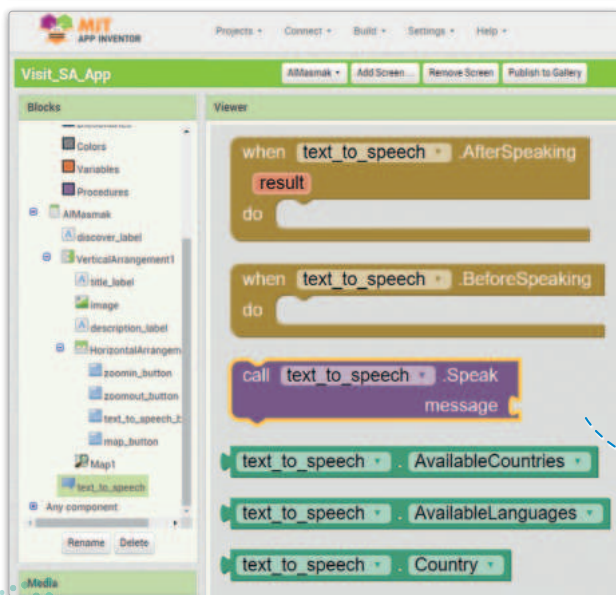 MIT
APP INVENTOR
Projects Connect Build Settings Help
Visit_SA_App
AlMasmak Add Screen... Remove Screen Publish to Gallery
Blocks
Viewer
Colors
Variables
Procedures
AlMasmak
discover_label
VerticalArrangement1
title_label
image
description_label
HorizontalArrangem
zoomin_button
zoomout_button
text_to_speech_b
map_button
Map1
text_to_speech
Any component
Rename Delete
Media
when text_to_speech .AfterSpeaking
result
do
when text_to_speech .BeforeSpeaking
do
call text_to_speech .Speak
message
text_to_speech . AvailableCountries
text_to_speech . AvailableLanguages
text_to_speech . Country